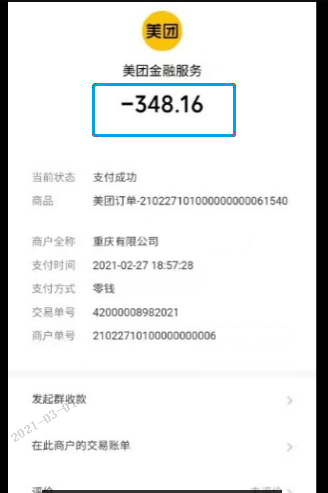 美团
美团金融服务
-348.16
当前状态 支付成功
商品 美团订单-21022710100000000061540
商户全称 重庆有限公司
支付时间 2021-02-27 18:57:28
支付方式 零钱
交易单号 42000008982021
商户单号 21022710100000000006
发起群收款
2021-03-01
在此商户的交易账单